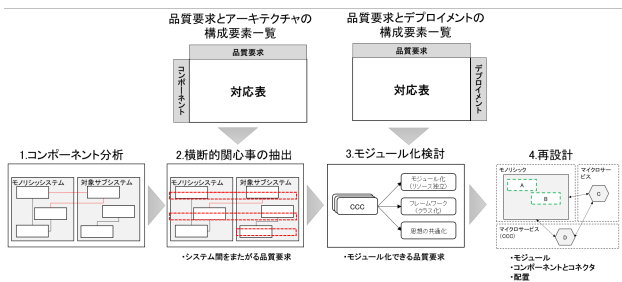 品質要求とアーキテクチャの
構成要素一覧
品質要求
コンポーネント
対応表
品質要求とデプロイメントの
構成要素一覧
品質要求
対応表
デプロイメント
1.コンポーネント分析
モノリシッシステム
対象サブシステム
2.横断的関心事の抽出
モノリシッシステム
対象サブシステム
・システム間をまたがる品質要求
3.モジュール化検討
CCC
モジュール化
(リソース独立)
フレームワーク
(クラス化)
思想の共通化
・モジュール化できる品質要求
4.再設計
モノリシック
A
B
マイクロサー
ビス
C
マイクロサービス
(CCC)
D
・モジュール
・コンポーネントとコネクタ
・配置